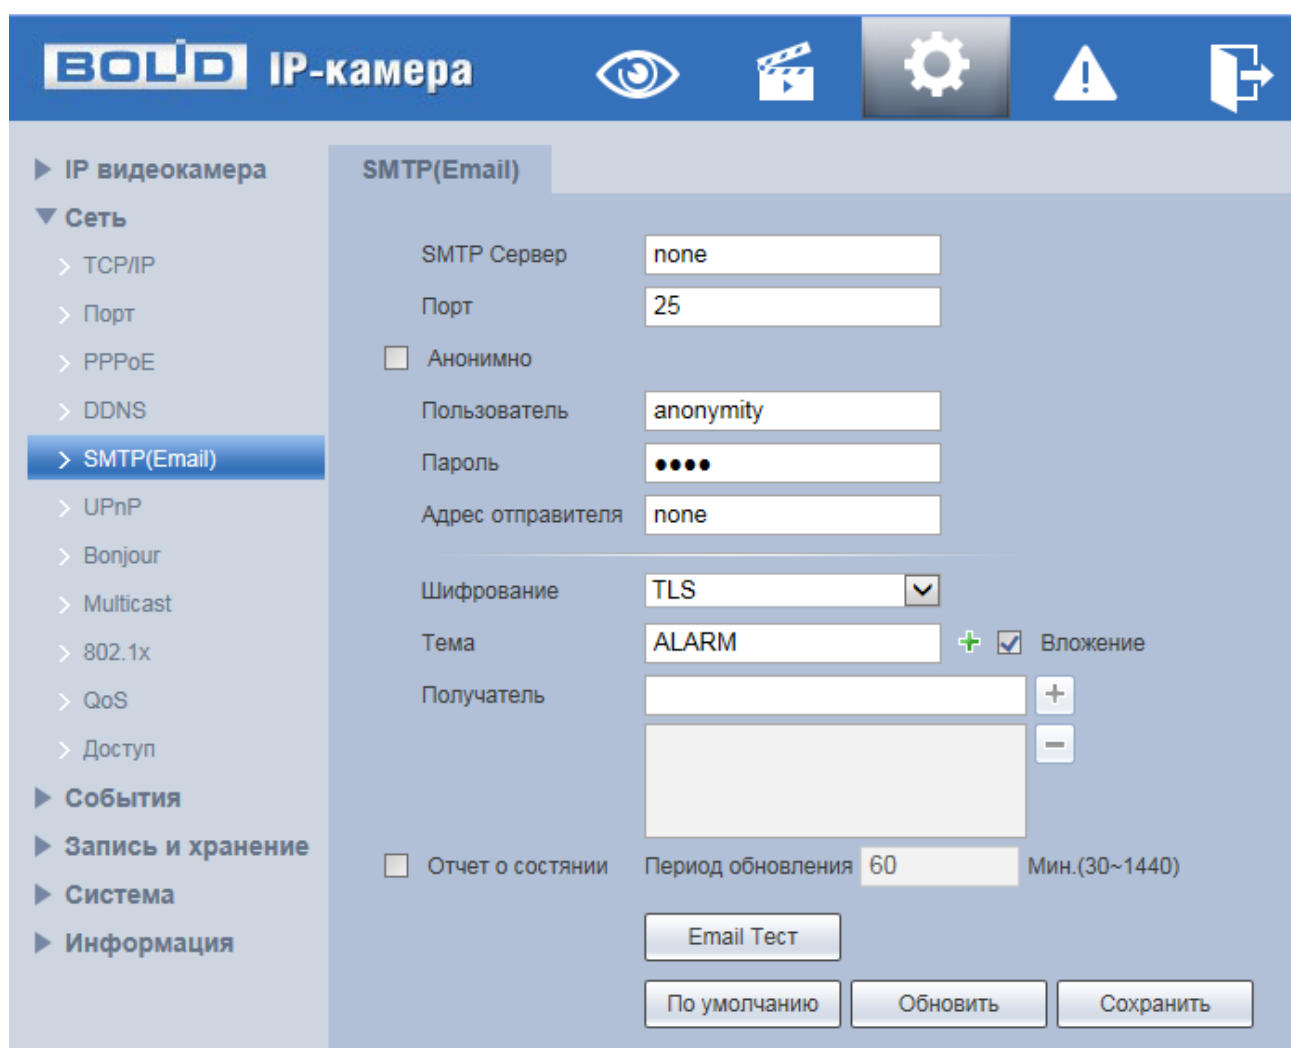 BOLID IP-камера
IP видеокамера
Сеть
TCP/IP
Порт
PPPoE
DDNS
SMTP(Email)
UPnP
Bonjour
Multicast
802.1x
QoS
Доступ
События
Запись и хранение
Система
Информация
SMTP(Email)
SMTP Сервер none
Порт 25
Анонимно
Пользователь anonymity
Пароль ●●●●
Адрес отправителя none
Шифрование TLS
Тема ALARM Вложение
Получатель
Отчет о состянии Период обновления 60 Мин.(30~1440)
Email Тест
По умолчанию Обновить Сохранить